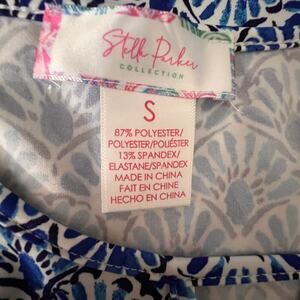 Stella Parker
COLLECTION
S
87% POLYESTER/
POLYESTER/POLIÉSTER
13% SPANDEX/
ELASTANE/SPANDEX
MADE IN CHINA
FAIT EN CHINE
HECHO EN CHINA